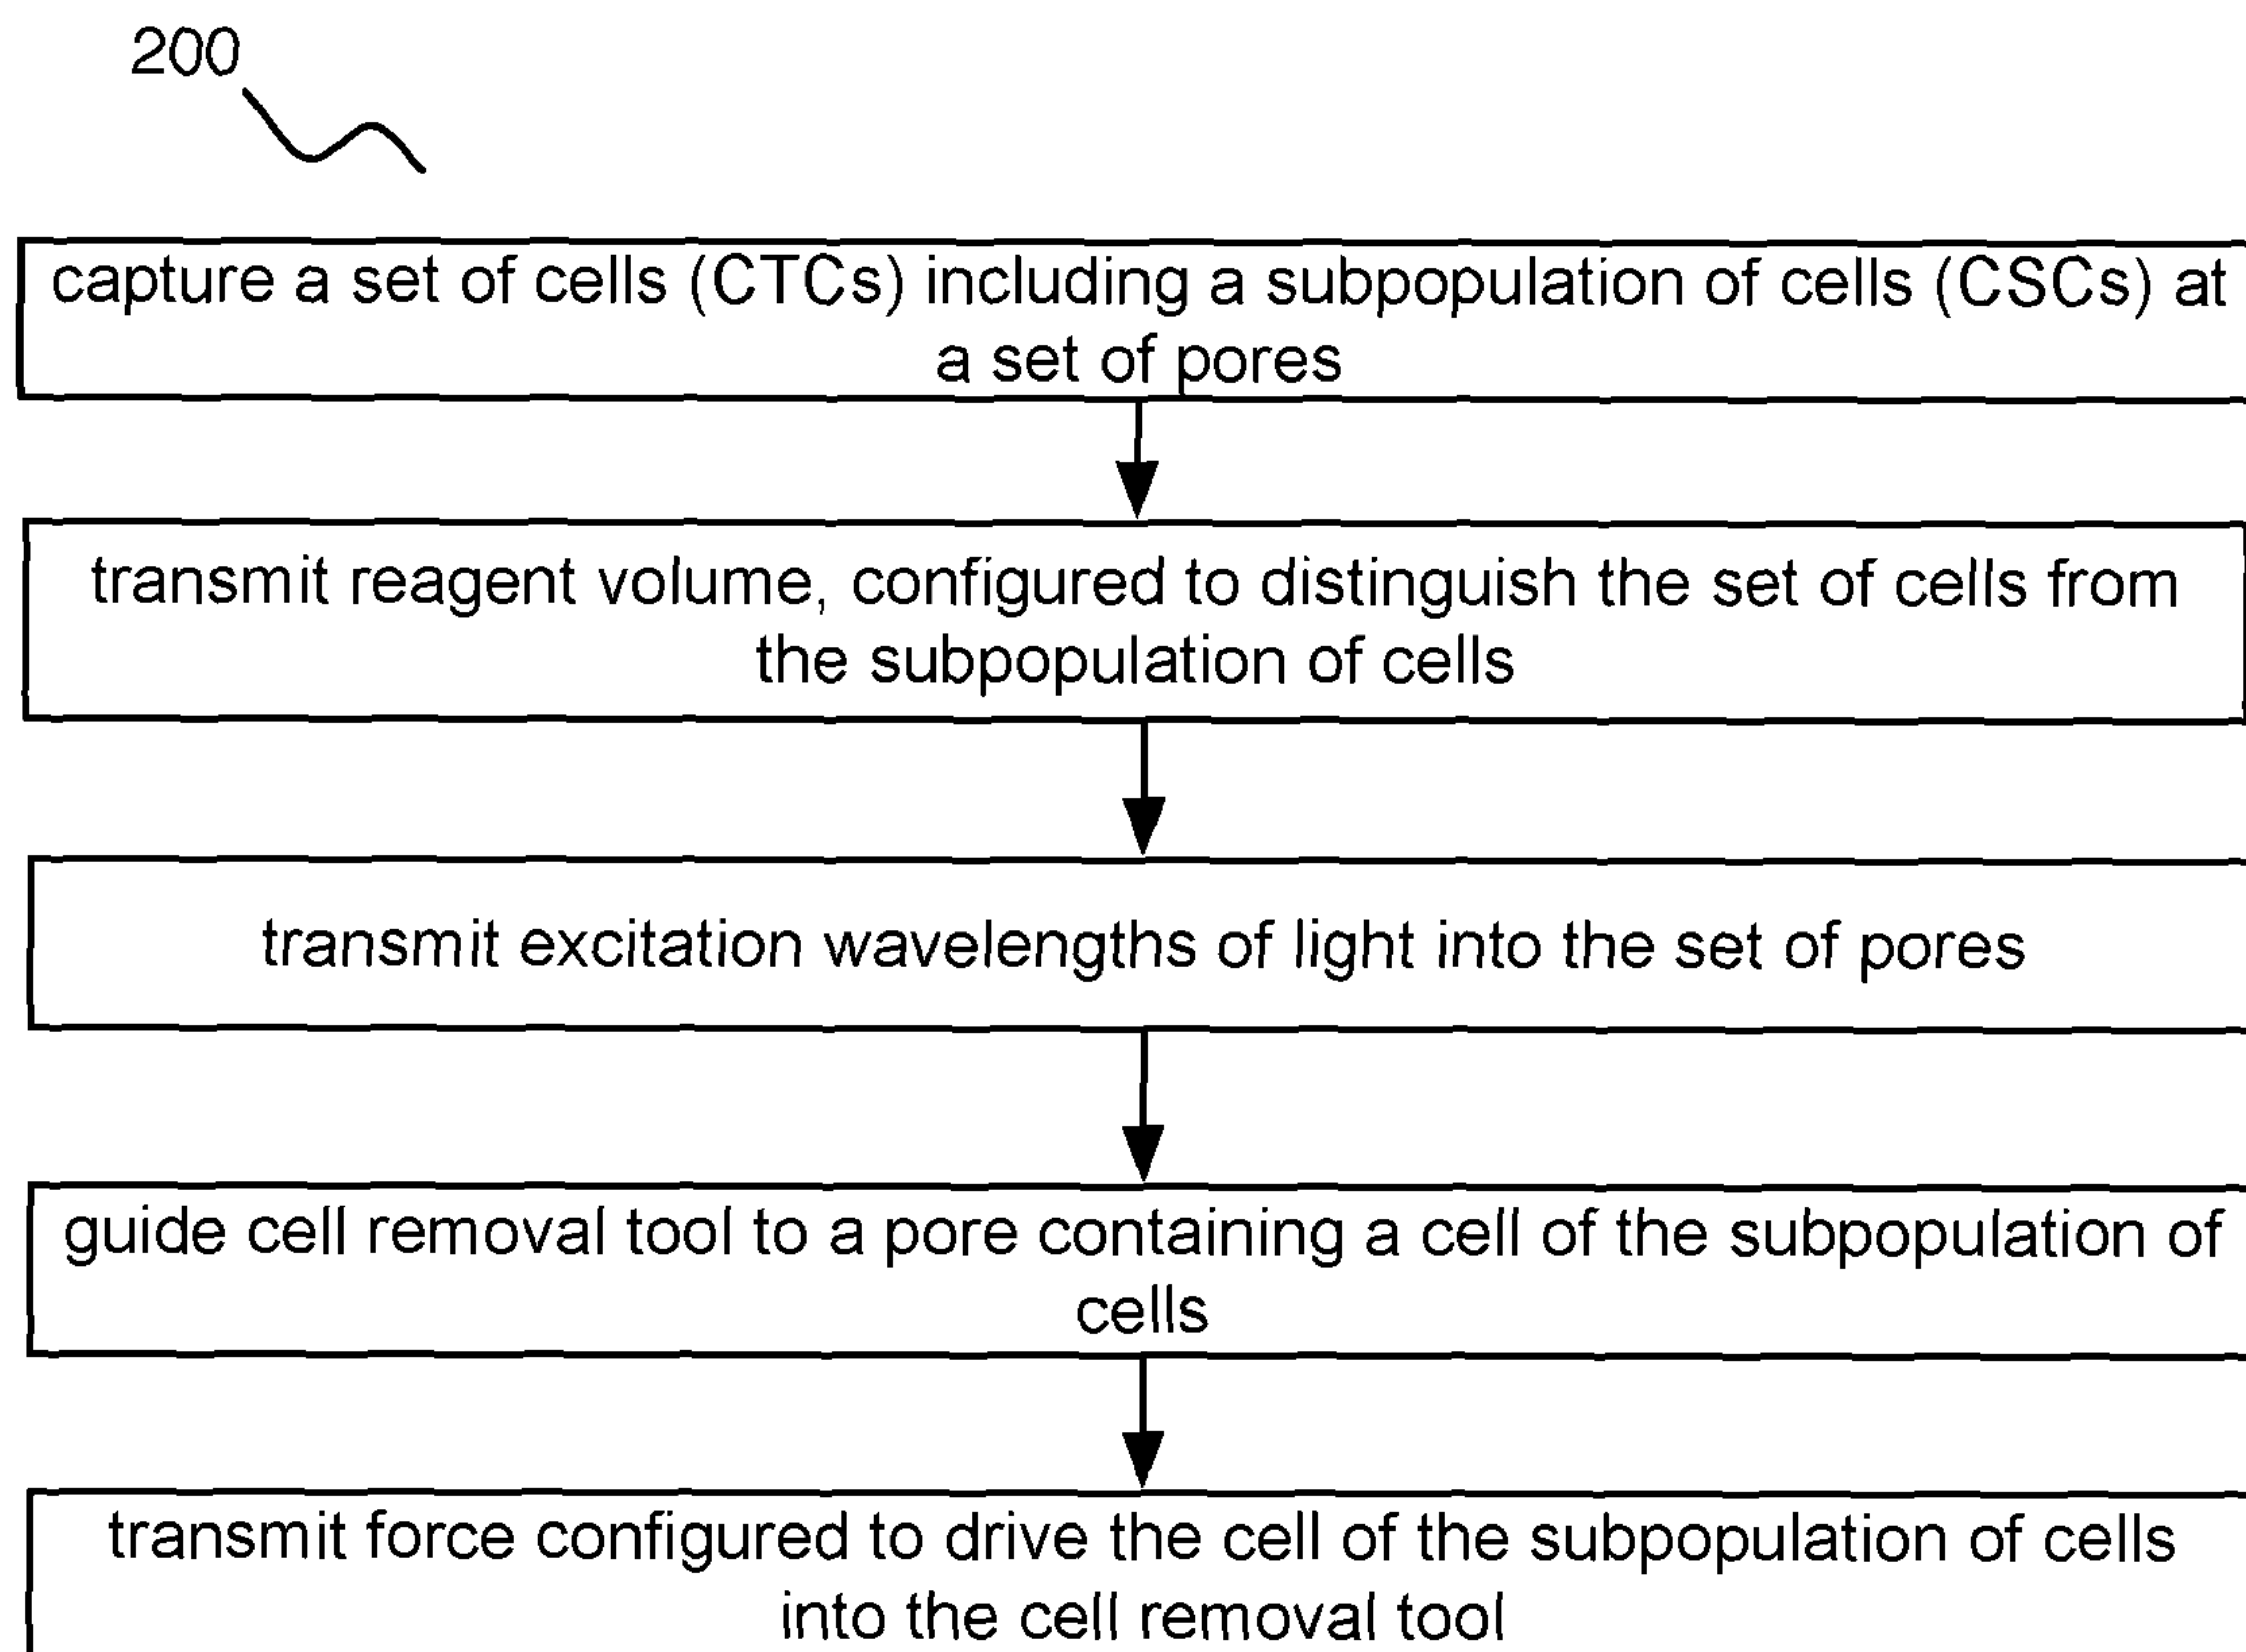 200
capture a set of cells (CTCs) including a subpopulation of cells (CSCs) at
a set of pores
transmit reagent volume, configured to distinguish the set of cells from
the subpopulation of cells
transmit excitation wavelengths of light into the set of pores
guide cell removal tool to a pore containing a cell of the subpopulation of
cells
transmit force configured to drive the cell of the subpopulation of cells
into the cell removal tool